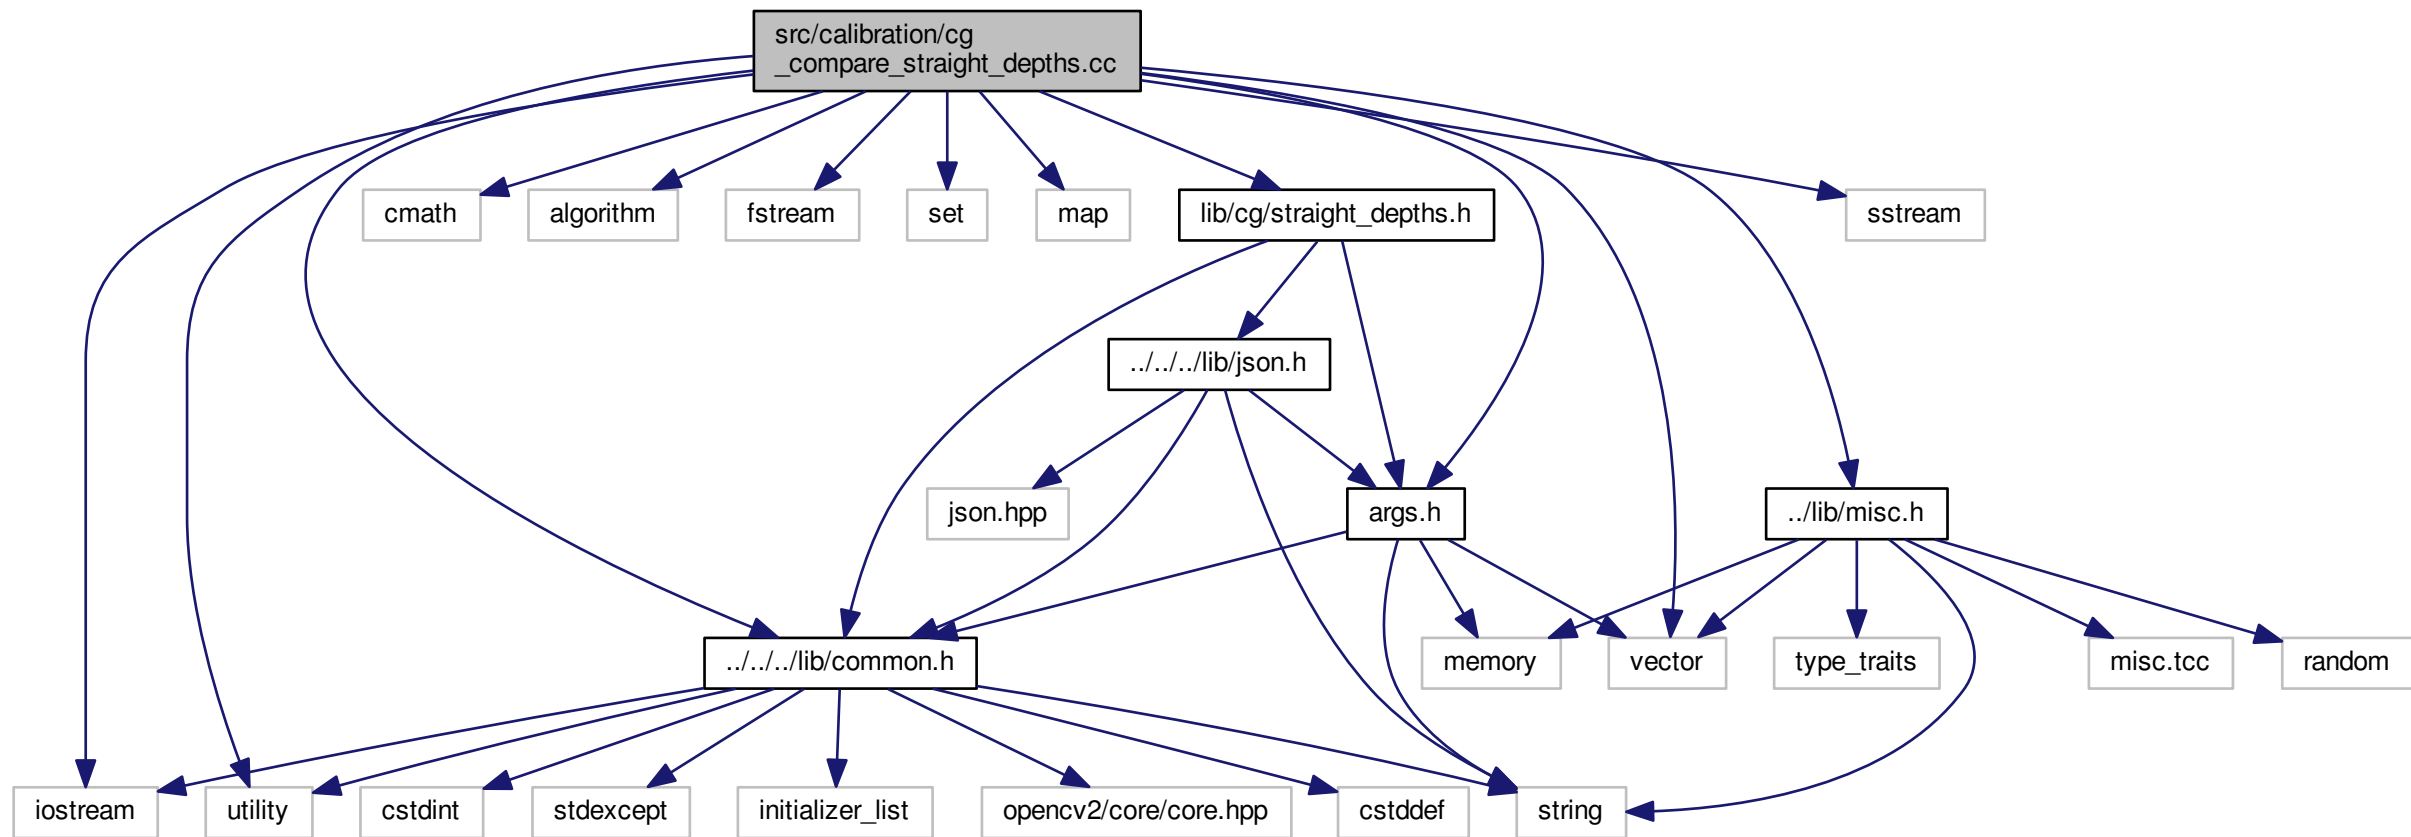 src/calibration/cg
_compare_straight_depths.cc
cmath
algorithm
fstream
set
map
lib/cg/straight_depths.h
sstream
../../../lib/json.h
json.hpp
args.h
../lib/misc.h
../../../lib/common.h
memory
vector
type_traits
misc.tcc
random
iostream
utility
cstdint
stdexcept
initializer_list
opencv2/core/core.hpp
cstddef
string